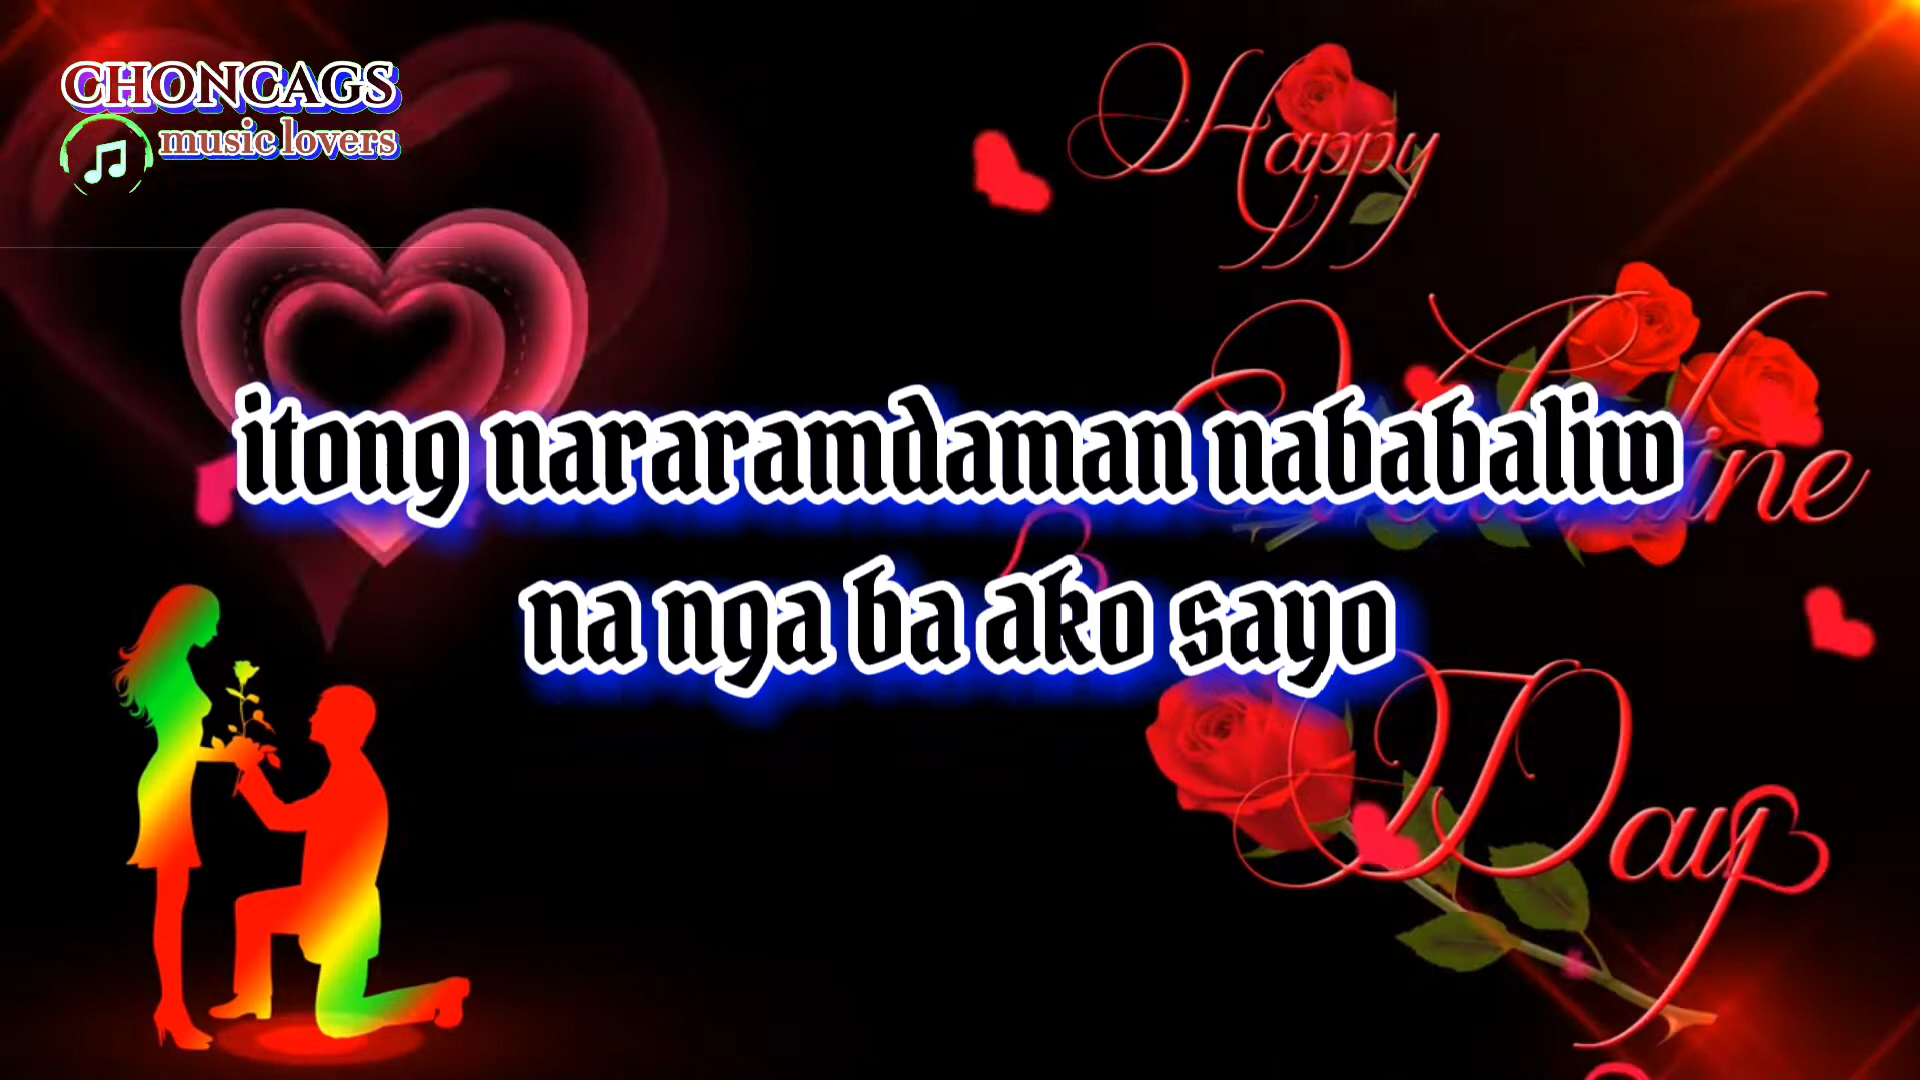 CHONCAGS
music lovers
Happy
Valentine
itong nararamdaman nababaliw
na nga ba ako sayo
Day